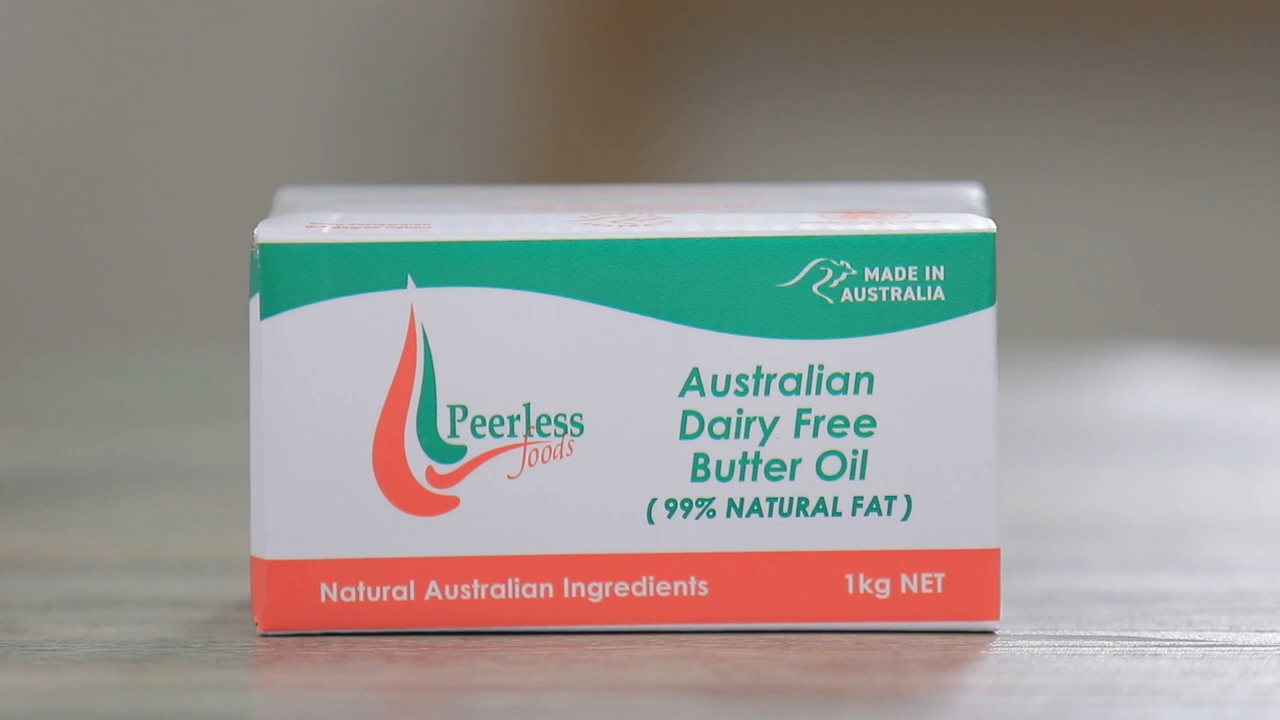 MADE IN
AUSTRALIA
Peerless
foods
Australian
Dairy Free
Butter Oil
( 99% NATURAL FAT )
Natural Australian Ingredients
1kg NET